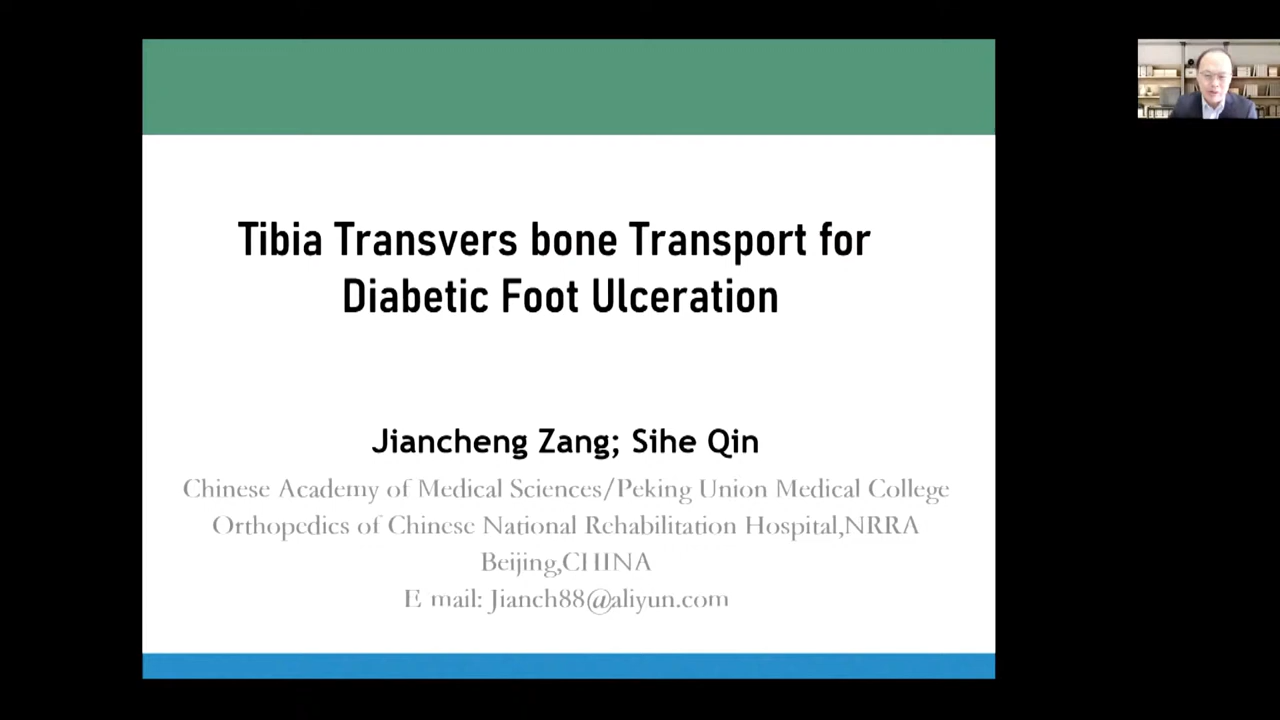 Tibia Transvers bone Transport for
Diabetic Foot Ulceration
Jiancheng Zang; Sihe Qin
Chinese Academy of Medical Sciences/Peking Union Medical College
Orthopedics of Chinese National Rehabilitation Hospital,NRRA
Beijing,CHINA
E mail: Jianch88@aliyun.com